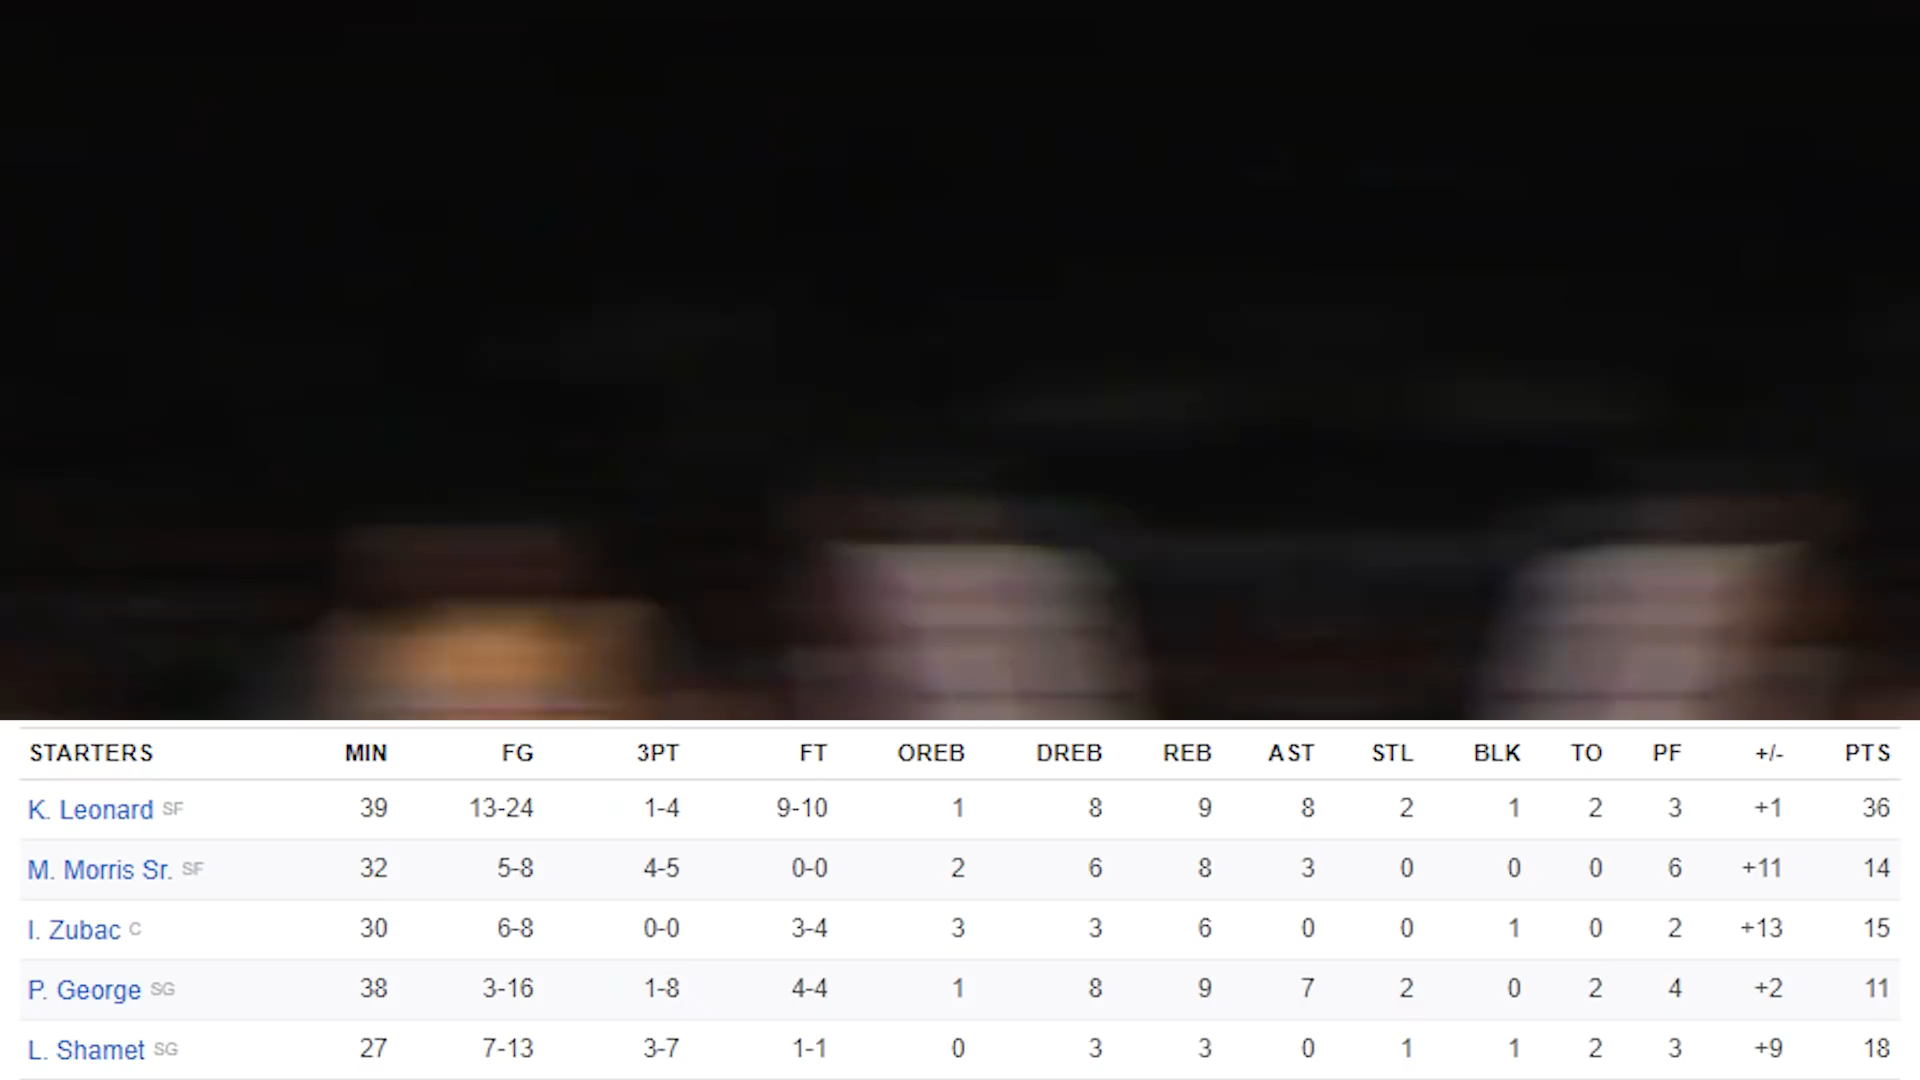 STARTERS MIN FG 3PT FT OREB DREB REB AST STL BLK TO PF +/- PTS
K. Leonard SF 39 13-24 1-4 9-10 1 8 9 8 2 1 2 3 +1 36
M. Morris Sr. SF 32 5-8 4-5 0-0 2 6 8 3 0 0 0 6 +11 14
I. Zubac C 30 6-8 0-0 3-4 3 3 6 0 0 1 0 2 +13 15
P. George SG 38 3-16 1-8 4-4 1 8 9 7 2 0 2 4 +2 11
L. Shamet SG 27 7-13 3-7 1-1 0 3 3 0 1 1 2 3 +9 18